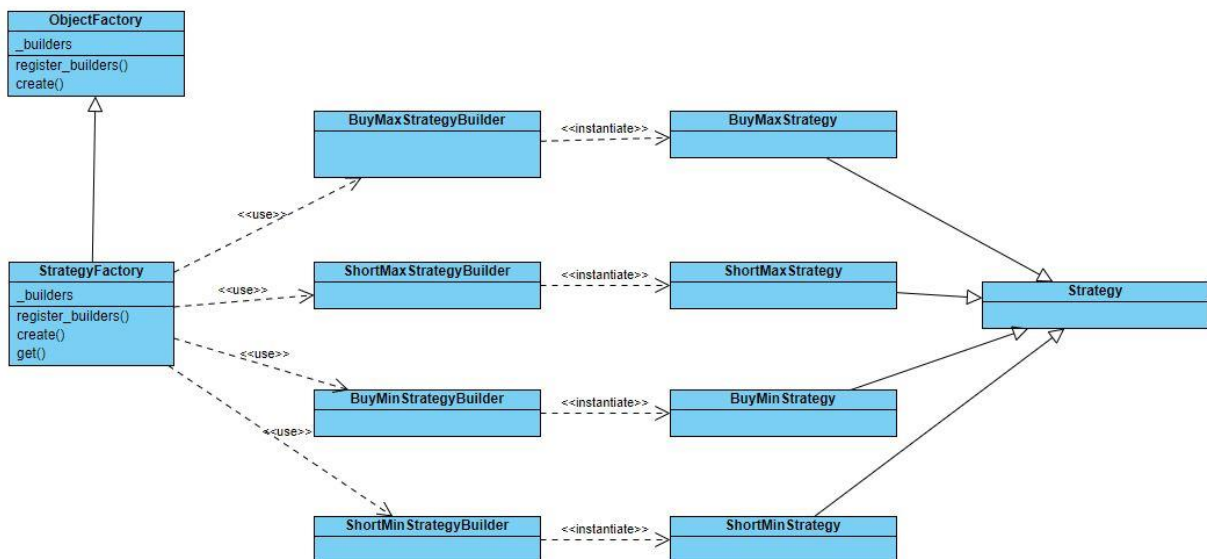 ObjectFactory
_builders
register_builders()
create()
BuyMaxStrategyBuilder
<<instantiate>>
BuyMaxStrategy
<<use>>
StrategyFactory
_builders
register_builders()
create()
get()
<<use>>
ShortMaxStrategyBuilder
<<instantiate>>
ShortMaxStrategy
Strategy
<<use>>
BuyMinStrategyBuilder
<<instantiate>>
BuyMinStrategy
<<use>>
ShortMinStrategyBuilder
<<instantiate>>
ShortMinStrategy